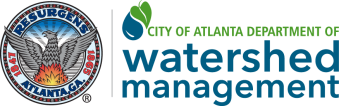 RESURGENS
1847 1865
ATLANTA, GA.
®
CITY OF ATLANTA DEPARTMENT OF
watershed
management